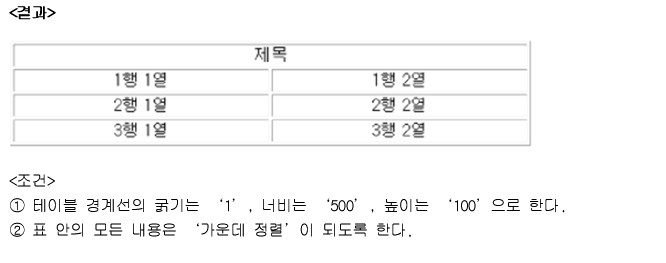 <결과>
제목
1행 1열 1행 2열
2행 1열 2행 2열
3행 1열 3행 2열
<조건>
① 테이블 경계선의 굵기는 ‘1’, 너비는 ‘500’, 높이는 ‘100’으로 한다.
② 표 안의 모든 내용은 ‘가운데 정렬’이 되도록 한다.